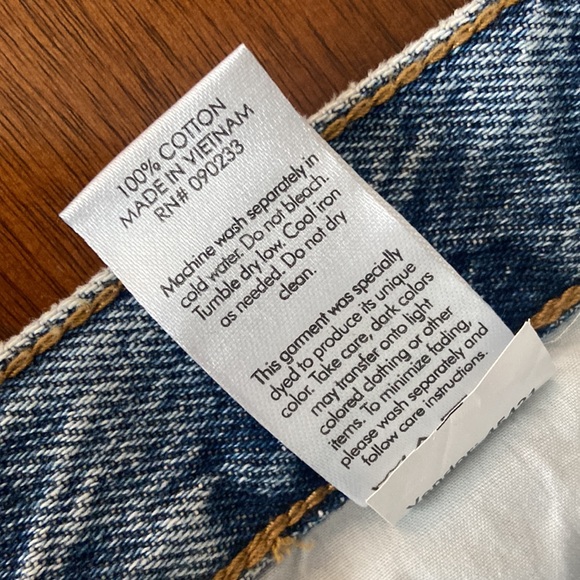 100% COTTON
MADE IN VIETNAM
RN# 090233
Machine wash separately in
cold water. Do not bleach.
Tumble dry low. Cool iron
as needed. Do not dry
clean.
This garment was specially
dyed to produce its unique
color. Take care, dark colors
may transfer onto light
colored clothing or other
items. To minimize fading,
please wash separately and
follow care instructions.